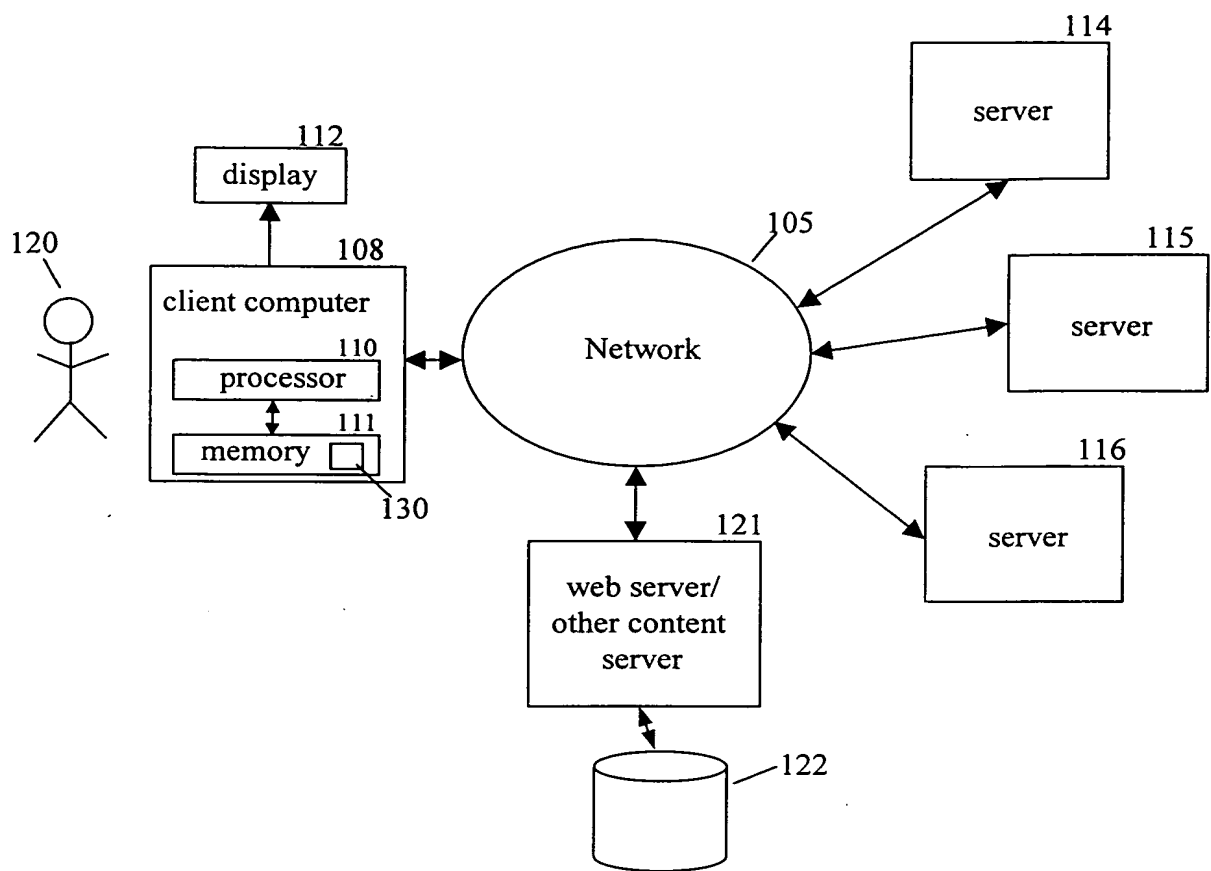 114
server
112
display
120
105
108
client computer
115
server
110
processor
Network
111
memory
130
116
server
121
web server/
other content
server
122